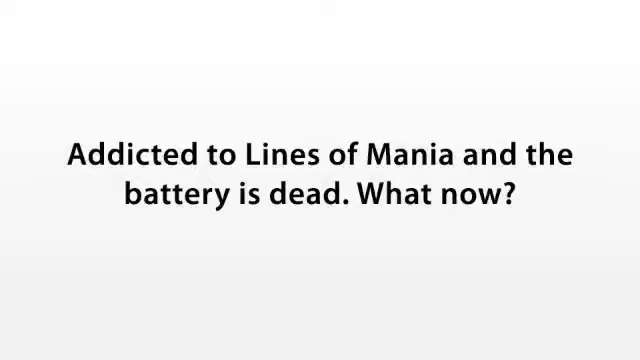 Addicted to Lines of Mania and the
battery is dead. What now?